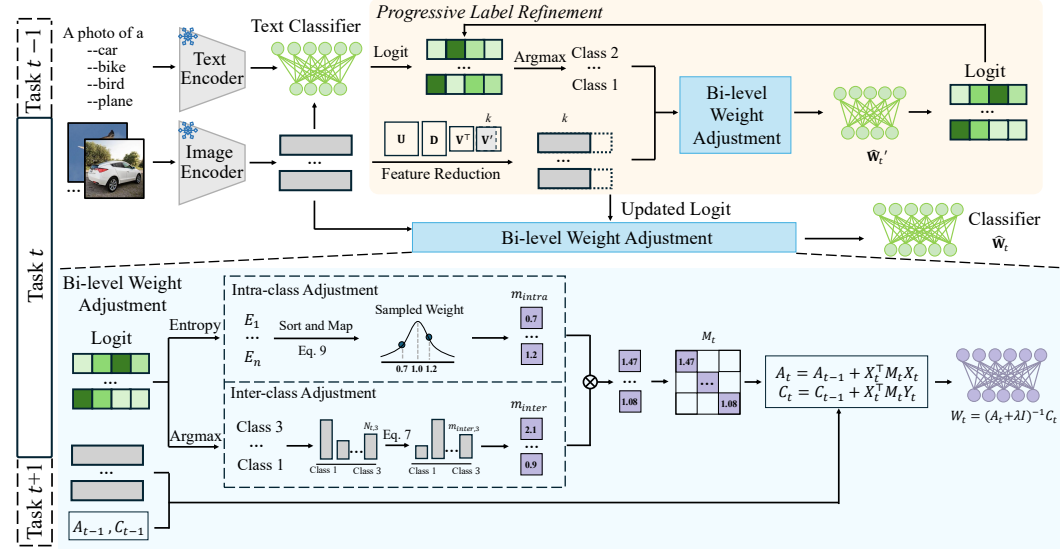 Task t −1
Task t
Task t+1
A photo of a
--car
--bike
--bird
--plane
...
Text
Encoder
Image
Encoder
Text Classifier
...
Progressive Label Refinement
Logit
...
Argmax
Class 2
...
Class 1
U
D
V⊤
V′
k
Feature Reduction
k
...
Bi-level
Weight
Adjustment
Ŵt′
Logit
...
Updated Logit
Bi-level Weight Adjustment
Classifier
Ŵt
Bi-level Weight
Adjustment
Logit
...
Entropy
Argmax
Intra-class Adjustment
E1
...
En
Sort and Map
Eq. 9
Sampled Weight
0.7 1.0 1.2
mintra
0.7
...
1.2
Inter-class Adjustment
Class 3
...
Class 1
Nt,3
...
Class 1 Class 3
Eq. 7
minter,3
...
Class 1 Class 3
minter
2.1
...
0.9
⊗
1.47
...
1.08
Mt
1.47
...
1.08
At = At−1 + Xt⊤MtXt
Ct = Ct−1 + Xt⊤MtYt
Wt = (At+λI)−1Ct
...
At−1 , Ct−1